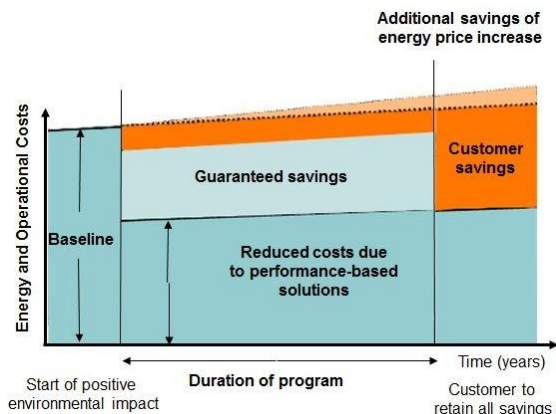 Additional savings of
energy price increase
Energy and Operational Costs
Customer
savings
Guaranteed savings
Baseline
Reduced costs due
to performance-based
solutions
Time (years)
Start of positive
environmental impact
Duration of program
Customer to
retain all savings